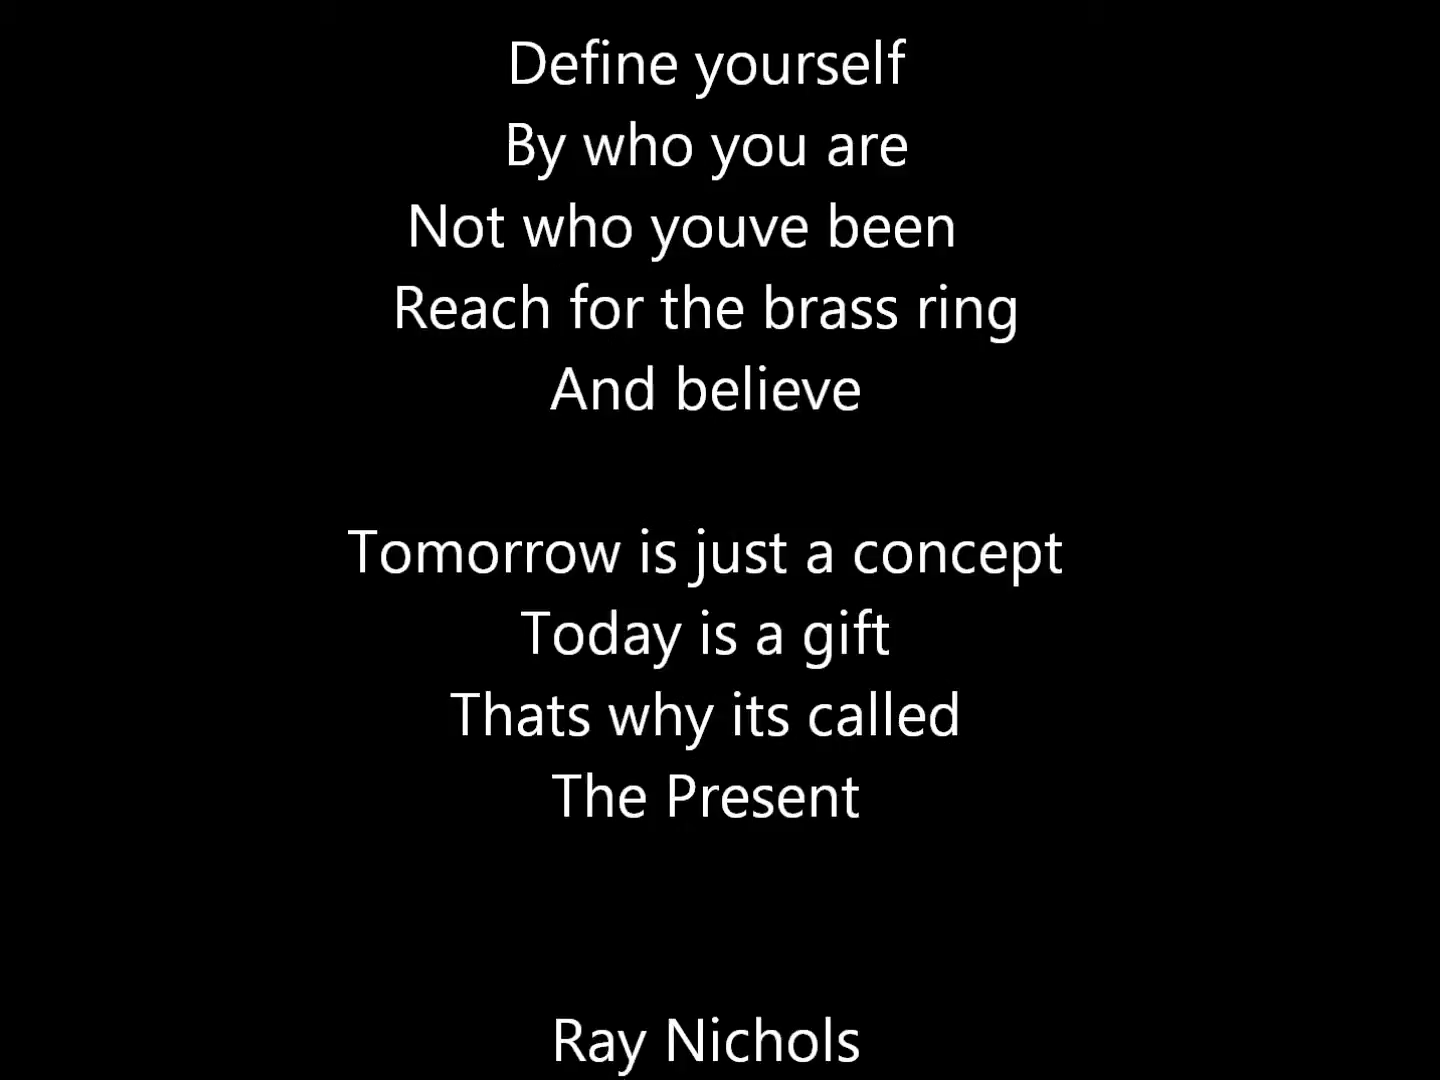 Define yourself
By who you are
Not who youve been
Reach for the brass ring
And believe
Tomorrow is just a concept
Today is a gift
Thats why its called
The Present
Ray Nichols